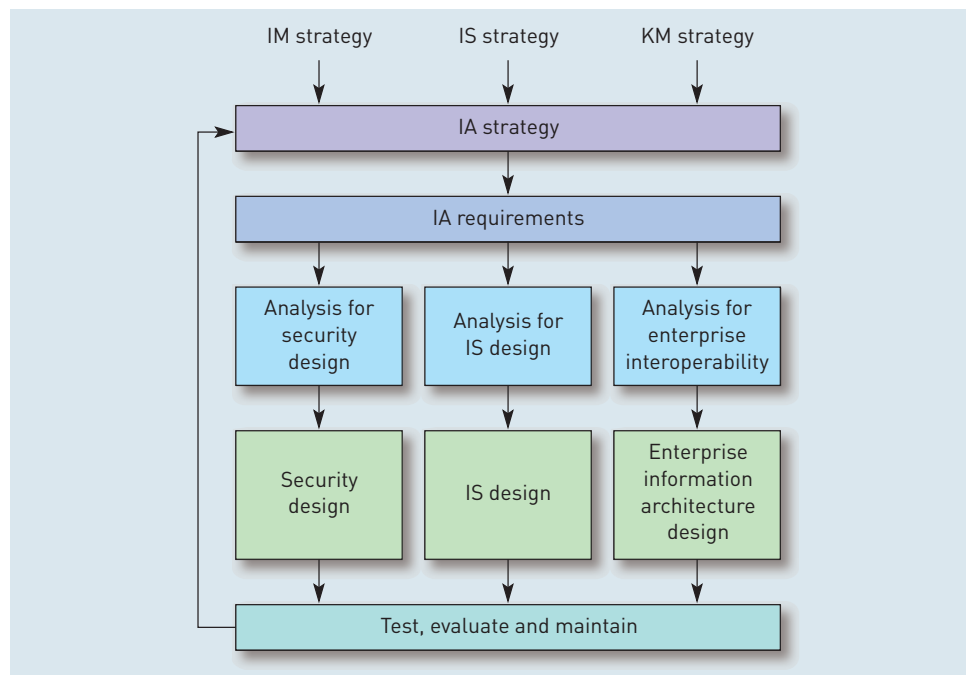 IM strategy
IS strategy
KM strategy
IA strategy
IA requirements
Analysis for
security
design
Analysis for
IS design
Analysis for
enterprise
interoperability
Security
design
IS design
Enterprise
information
architecture
design
Test, evaluate and maintain